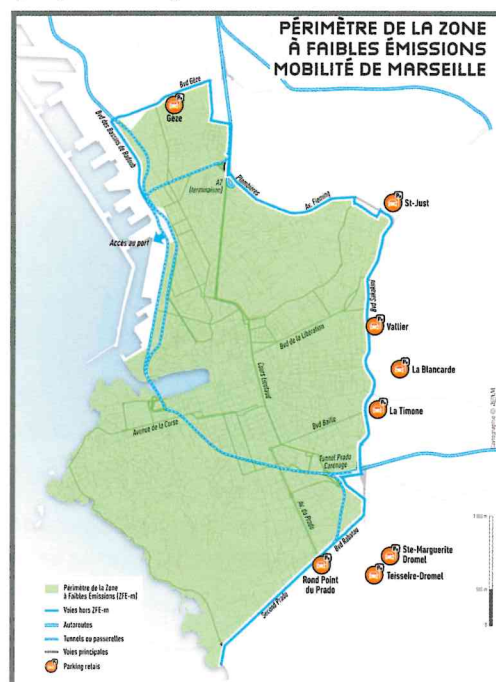 PÉRIMÈTRE DE LA ZONE
À FAIBLES ÉMISSIONS
MOBILITÉ DE MARSEILLE
Bvd Gèze
Gèze
Bvd des Bassins de Radoub
A7
(terminaison)
Plombières
Av. Fleming
St-Just
Accès au port
Bvd Sakakini
Vallier
Bvd de la Libération
La Blancarde
Cours Lieutaud
La Timone
Avenue de la Corse
Bvd Baille
Tunnel Prado
Carénage
Av. du Prado
Bvd Rabatau
Ste-Marguerite
Dromel
Teisseire-Dromel
Rond Point
du Prado
Second Prado
Périmètre de la Zone
à Faibles Émissions (ZFE-m)
Voies hors ZFE-m
Autoroutes
Tunnels ou passerelles
Voies principales
Parking relais